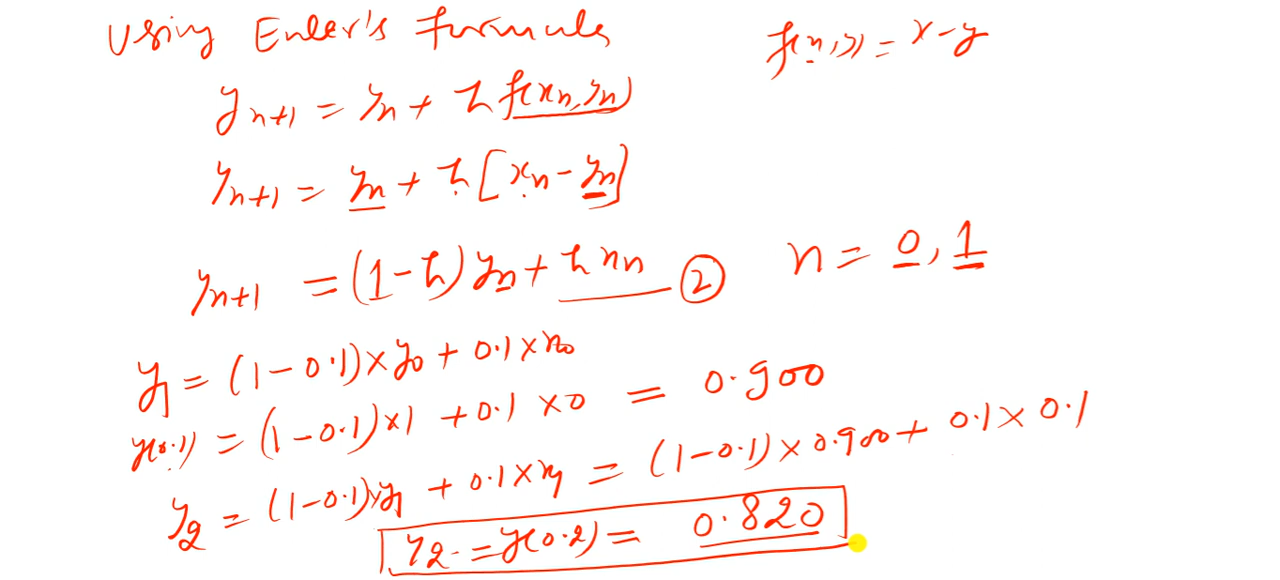 Using Euler's formula
f(x,y) = x-y
y_{n+1} = y_n + h f(x_n, y_n)
y_{n+1} = y_n + h [x_n - y_n]
y_{n+1} = (1-h) y_n + h x_n ② n = 0, 1
y_1 = (1-0.1)×y_0 + 0.1×x_0
y(0.1) = (1-0.1)×1 + 0.1×0 = 0.900
y_2 = (1-0.1)×y_1 + 0.1×x_1 = (1-0.1)×0.900 + 0.1×0.1
y_2 = y(0.2) = 0.820